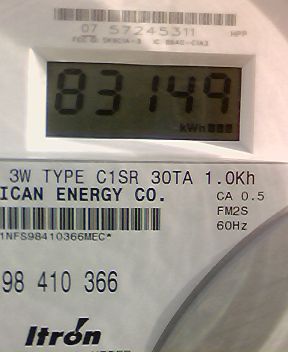 07 57245311
HPP
83149
kWh
3W TYPE C1SR 30TA 1.0Kh
ICAN ENERGY CO.
CA 0.5
FM2S
60Hz
1NFS98410366MEC*
98 410 366
Itron